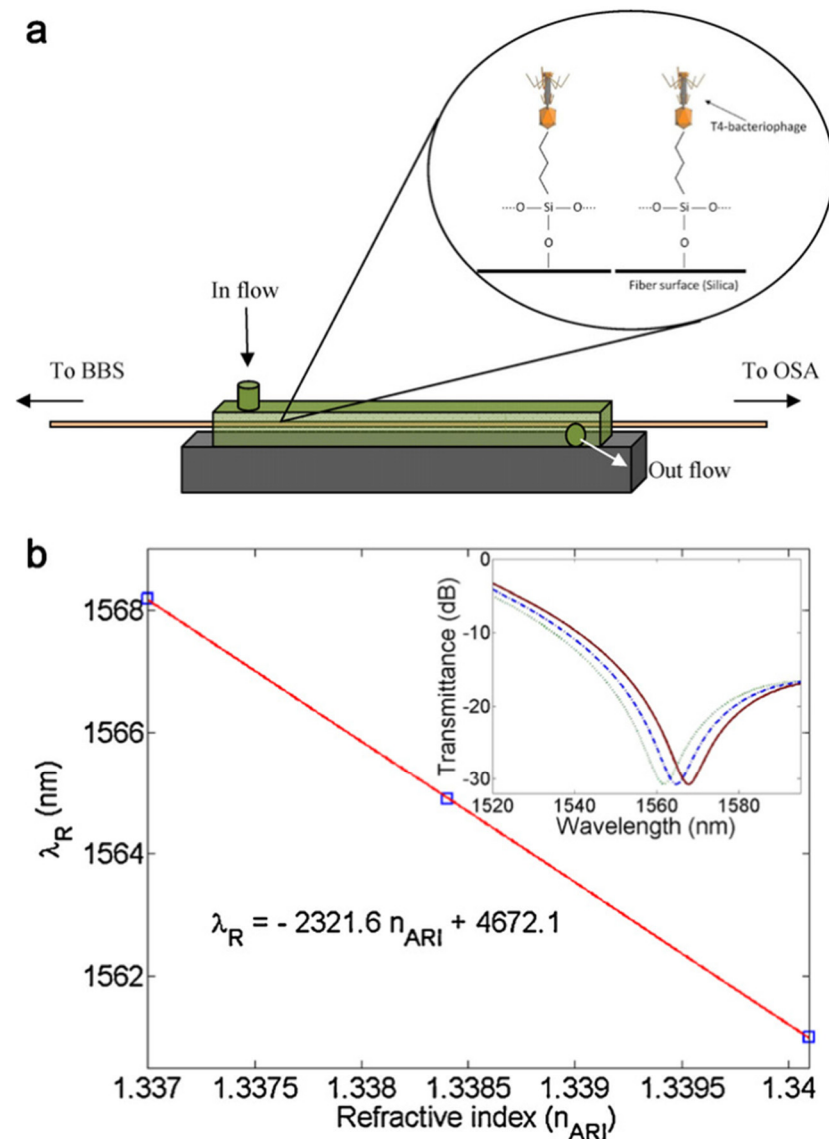 a
T4-bacteriophage
O—Si—O
O—Si—O
O
O
Fiber surface (Silica)
In flow
To BBS
To OSA
Out flow
b
0
-10
-20
-30
Transmittance (dB)
1520
1540
1560
1580
Wavelength (nm)
1568
1566
1564
1562
λR (nm)
λR = - 2321.6 nARI + 4672.1
1.337
1.3375
1.338
1.3385
1.339
1.3395
1.34
Refractive index (nARI)